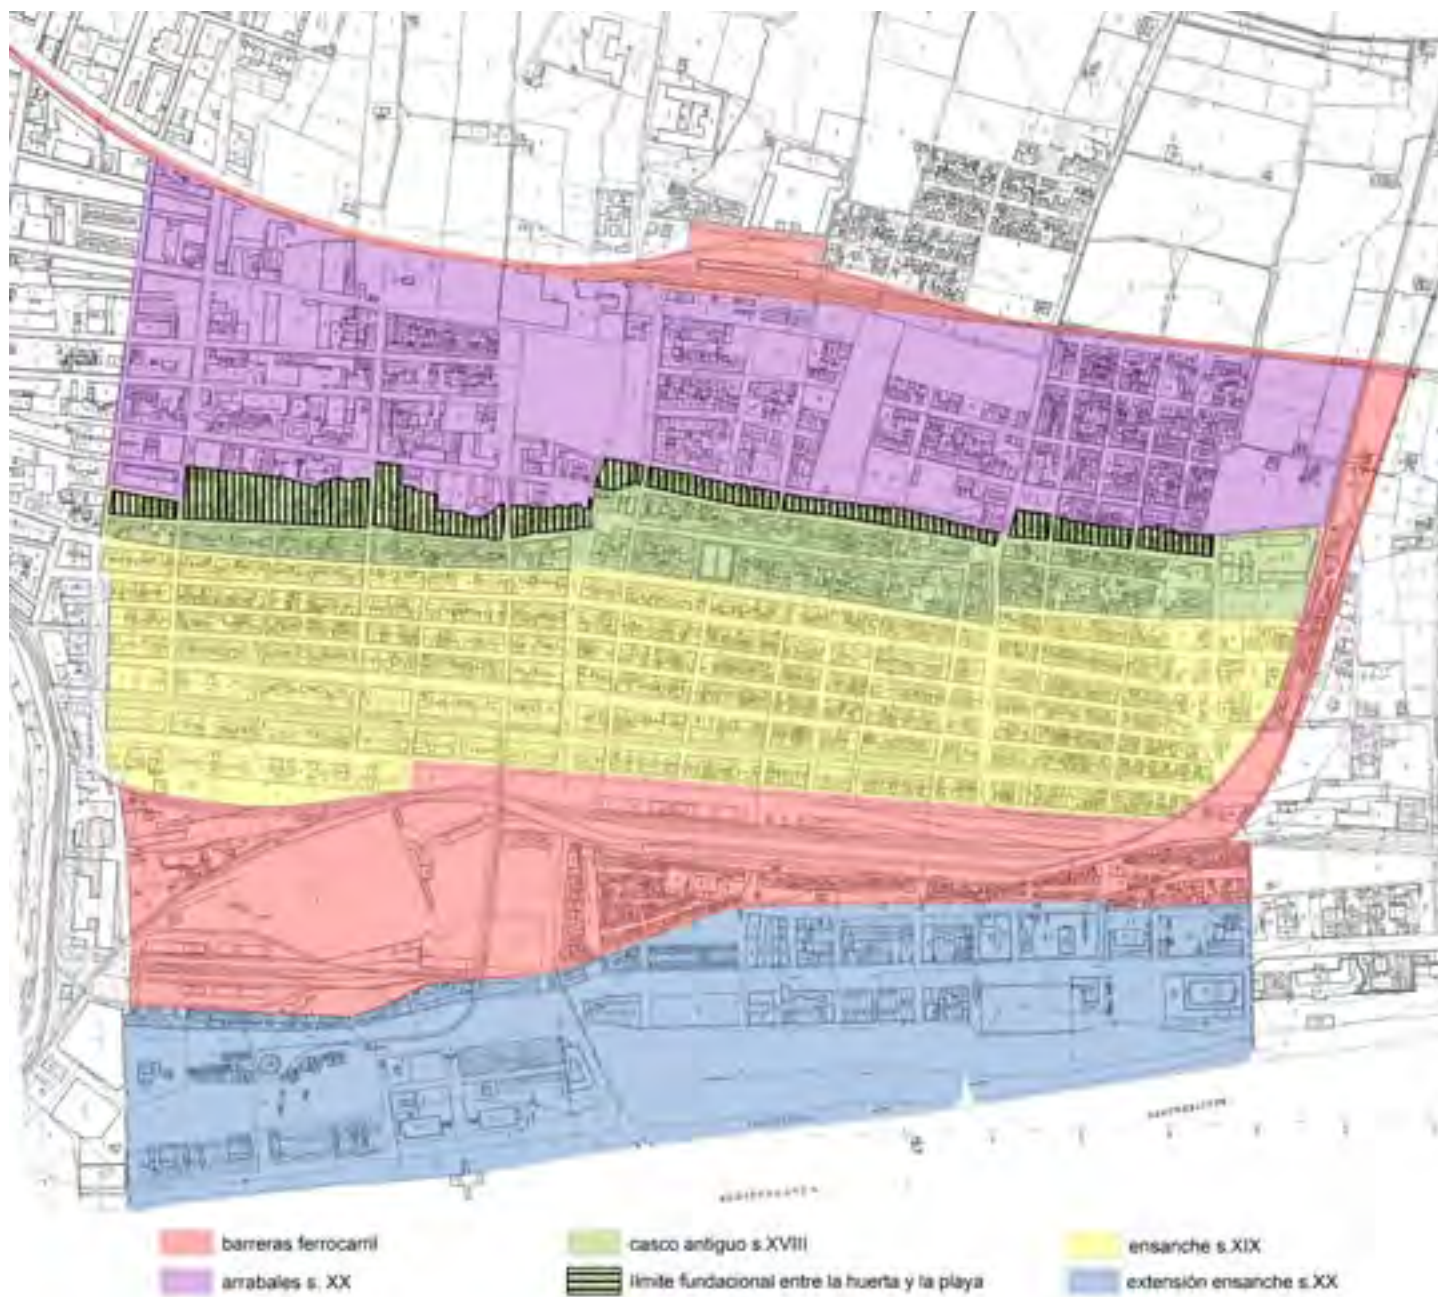 barreras ferrocarril
casco antiguo s.XVIII
ensanche s.XIX
arrabales s. XX
límite fundacional entre la huerta y la playa
extensión ensanche s.XX